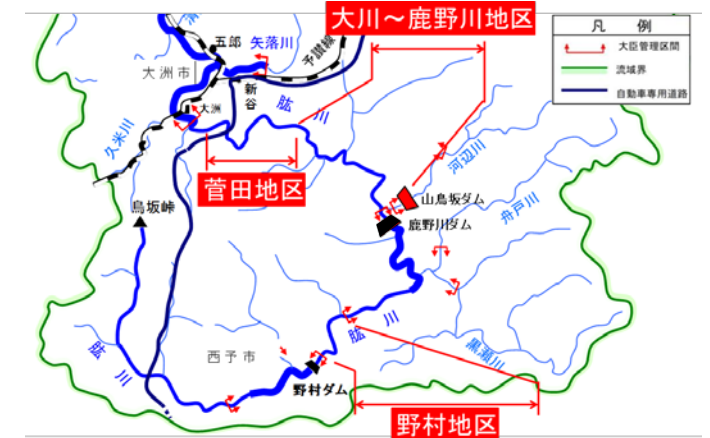 大川～鹿野川地区
凡　例
大臣管理区間
流域界
自動車専用道路
五郎
矢落川
予讃線
大洲市
新谷
肱川
大洲
久米川
菅田地区
河辺川
山鳥坂ダム
鹿野川ダム
舟戸川
鳥坂峠
肱川
西予市
黒瀬川
肱川
野村ダム
野村地区